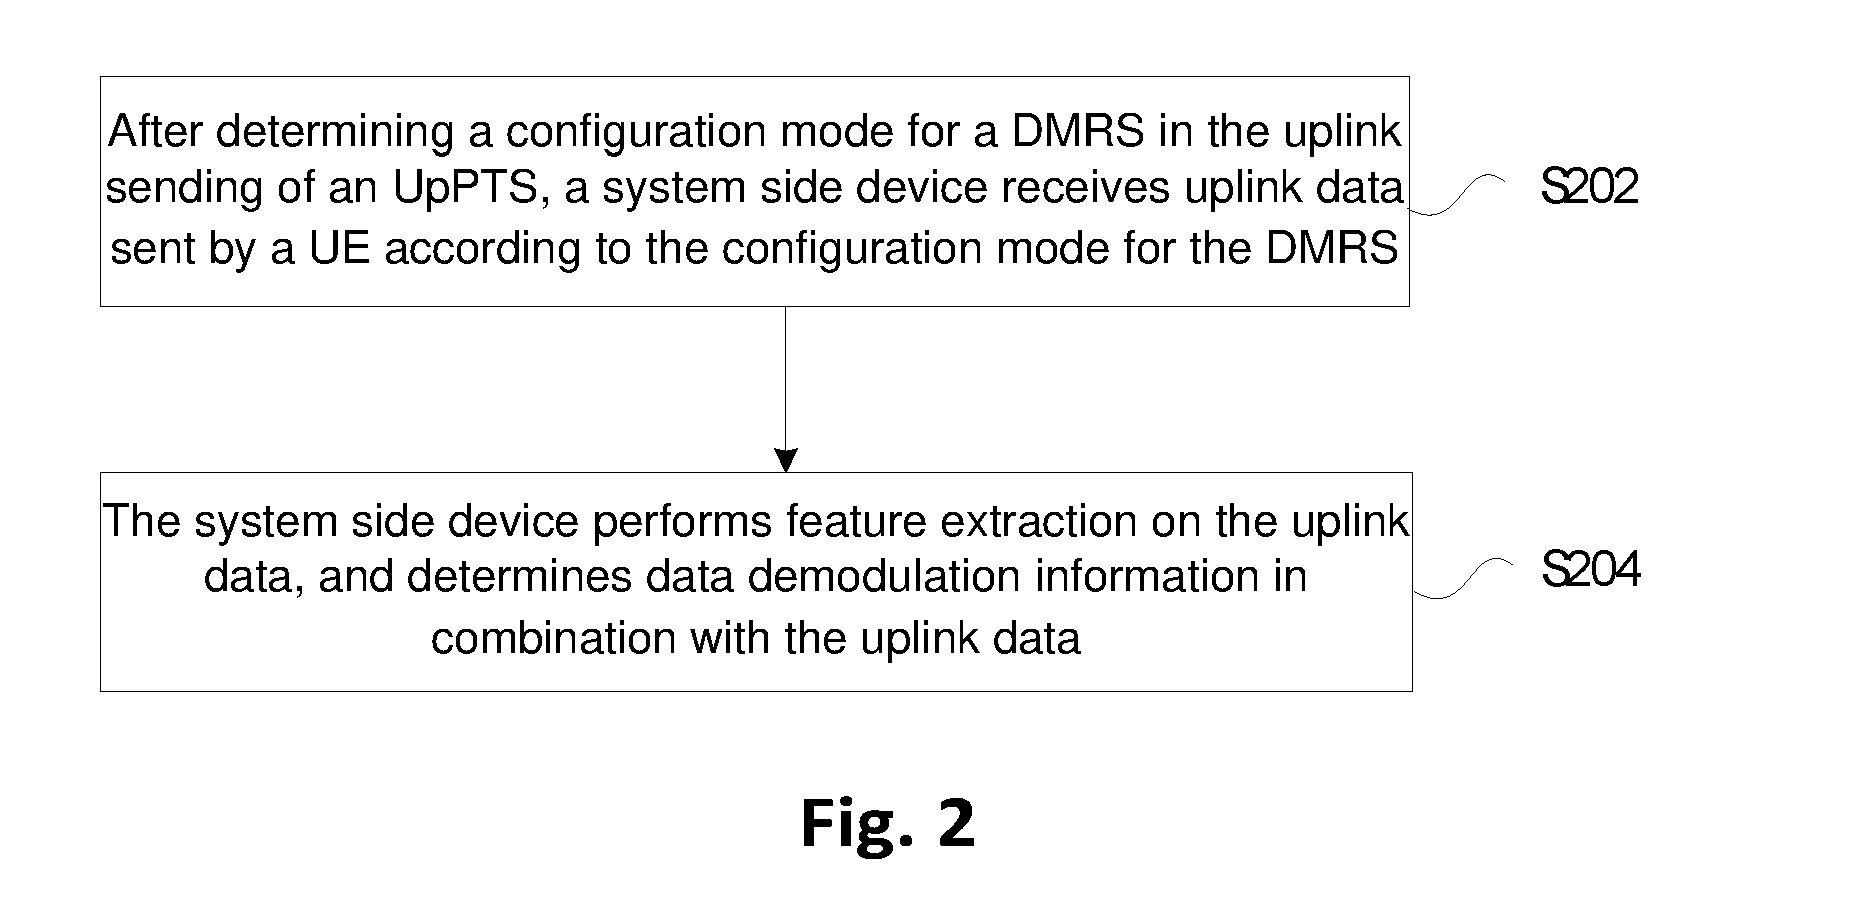 After determining a configuration mode for a DMRS in the uplink
sending of an UpPTS, a system side device receives uplink data
sent by a UE according to the configuration mode for the DMRS
S202
The system side device performs feature extraction on the uplink
data, and determines data demodulation information in
combination with the uplink data
S204
Fig. 2